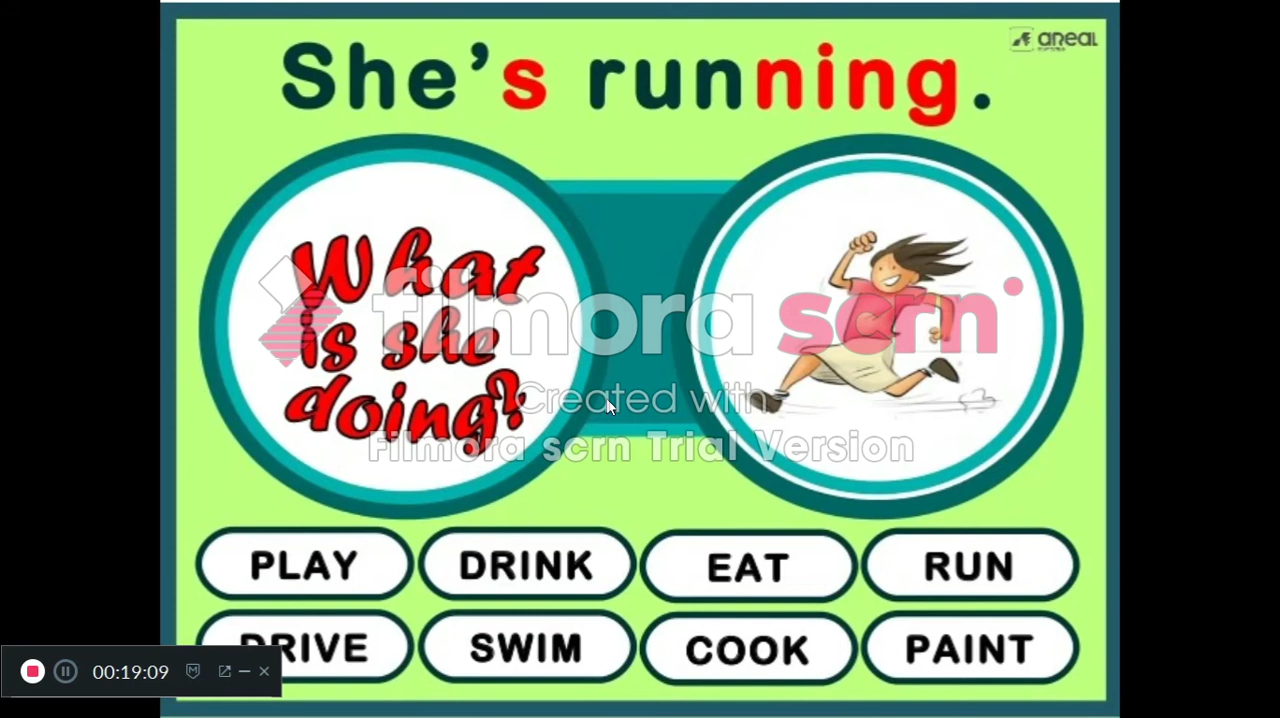 She's running.
aREAL
What
is she
doing?
filmora scrn
Created with
Filmora scrn Trial Version
PLAY DRINK EAT RUN
DRIVE SWIM COOK PAINT
00:19:09